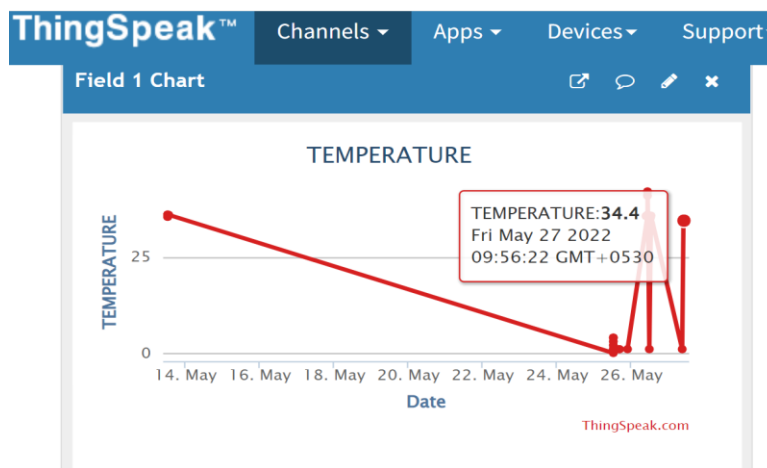 ThingSpeak™ Channels Apps Devices Support
Field 1 Chart
TEMPERATURE
TEMPERATURE:34.4
Fri May 27 2022
09:56:22 GMT+0530
TEMPERATURE
25
0
14. May 16. May 18. May 20. May 22. May 24. May 26. May
Date
ThingSpeak.com